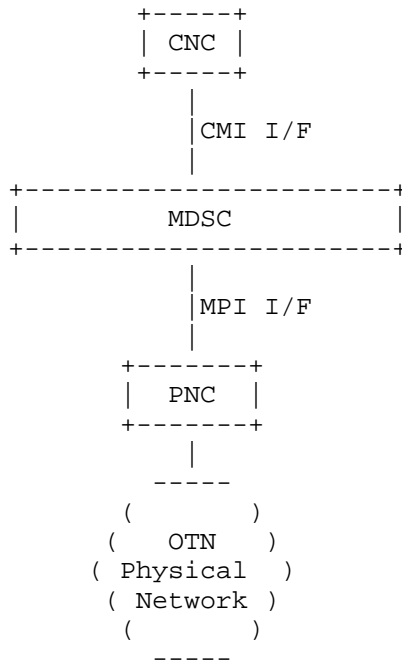 CNC
CMI I/F
MDSC
MPI I/F
PNC
OTN
Physical
Network